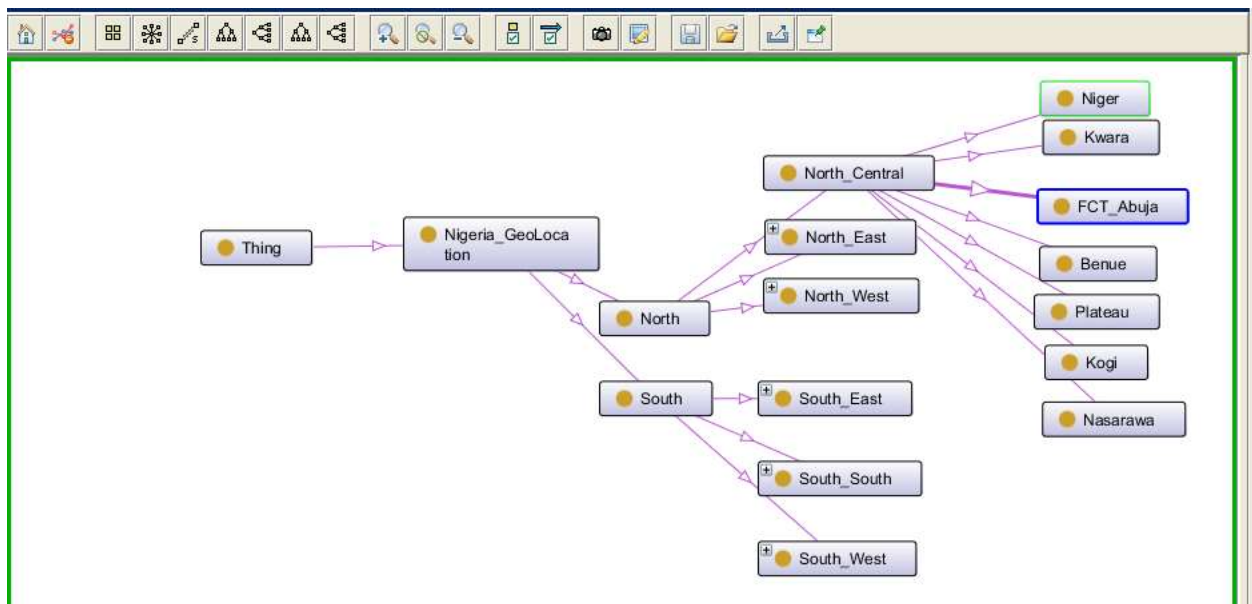 Niger
Kwara
North_Central
FCT_Abuja
Nigeria_GeoLoca
tion
Thing
North_East
Benue
North_West
North
Plateau
Kogi
South
South_East
Nasarawa
South_South
South_West